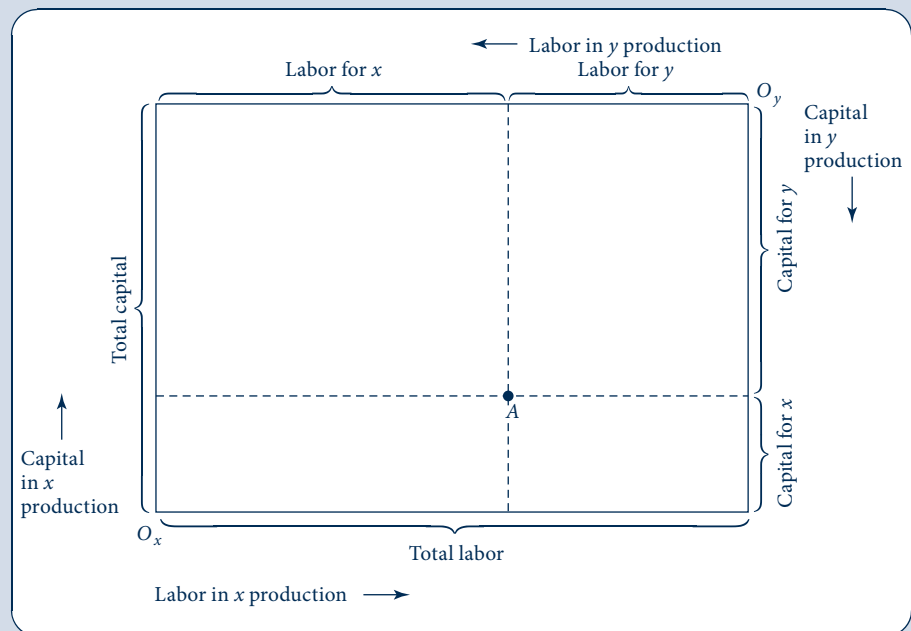 Labor in y production
Labor for x
Labor for y
O_y
Capital
in y
production
Capital for y
Total capital
A
Capital for x
Capital
in x
production
O_x
Total labor
Labor in x production